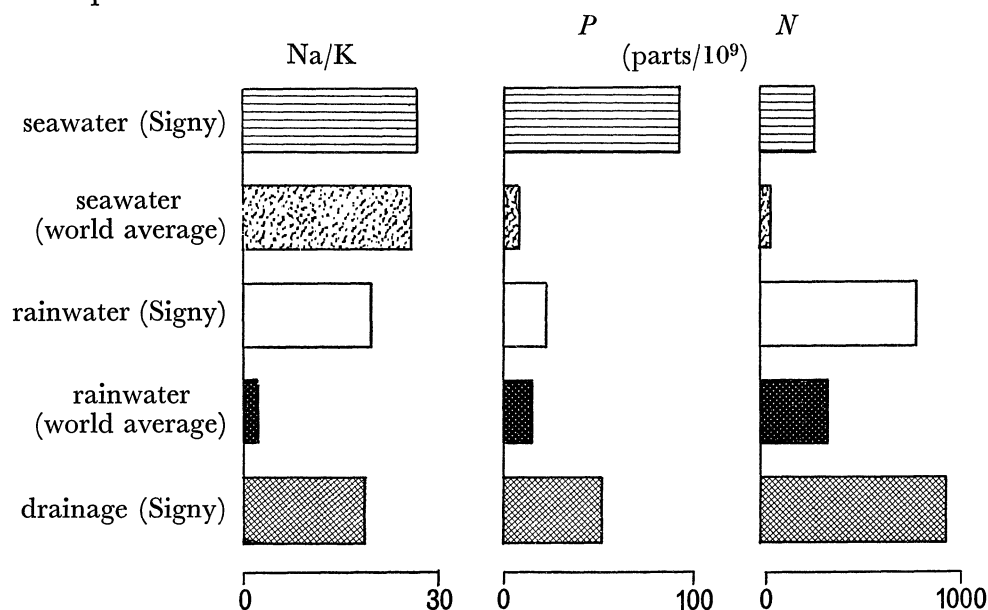 P N
Na/K (parts/10⁹)
seawater (Signy)
seawater
(world average)
rainwater (Signy)
rainwater
(world average)
drainage (Signy)
0 30 0 100 0 1000